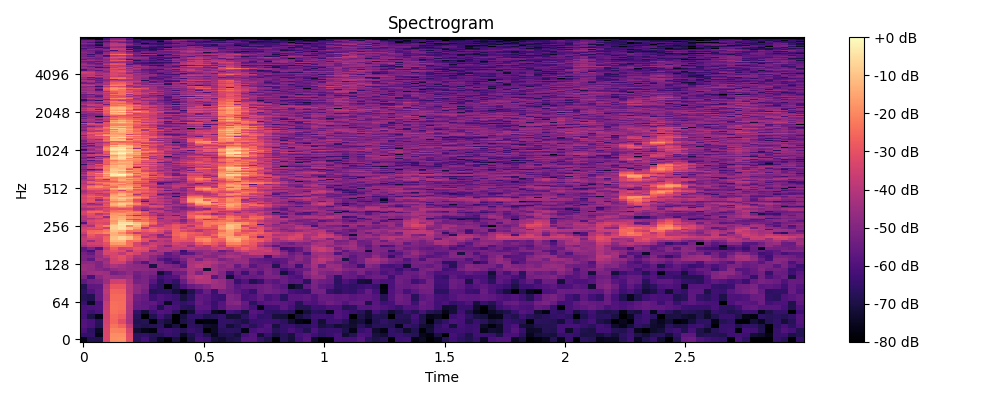 Spectrogram
Hz
4096
2048
1024
512
256
128
64
0
0
0.5
1
1.5
2
2.5
Time
+0 dB
-10 dB
-20 dB
-30 dB
-40 dB
-50 dB
-60 dB
-70 dB
-80 dB